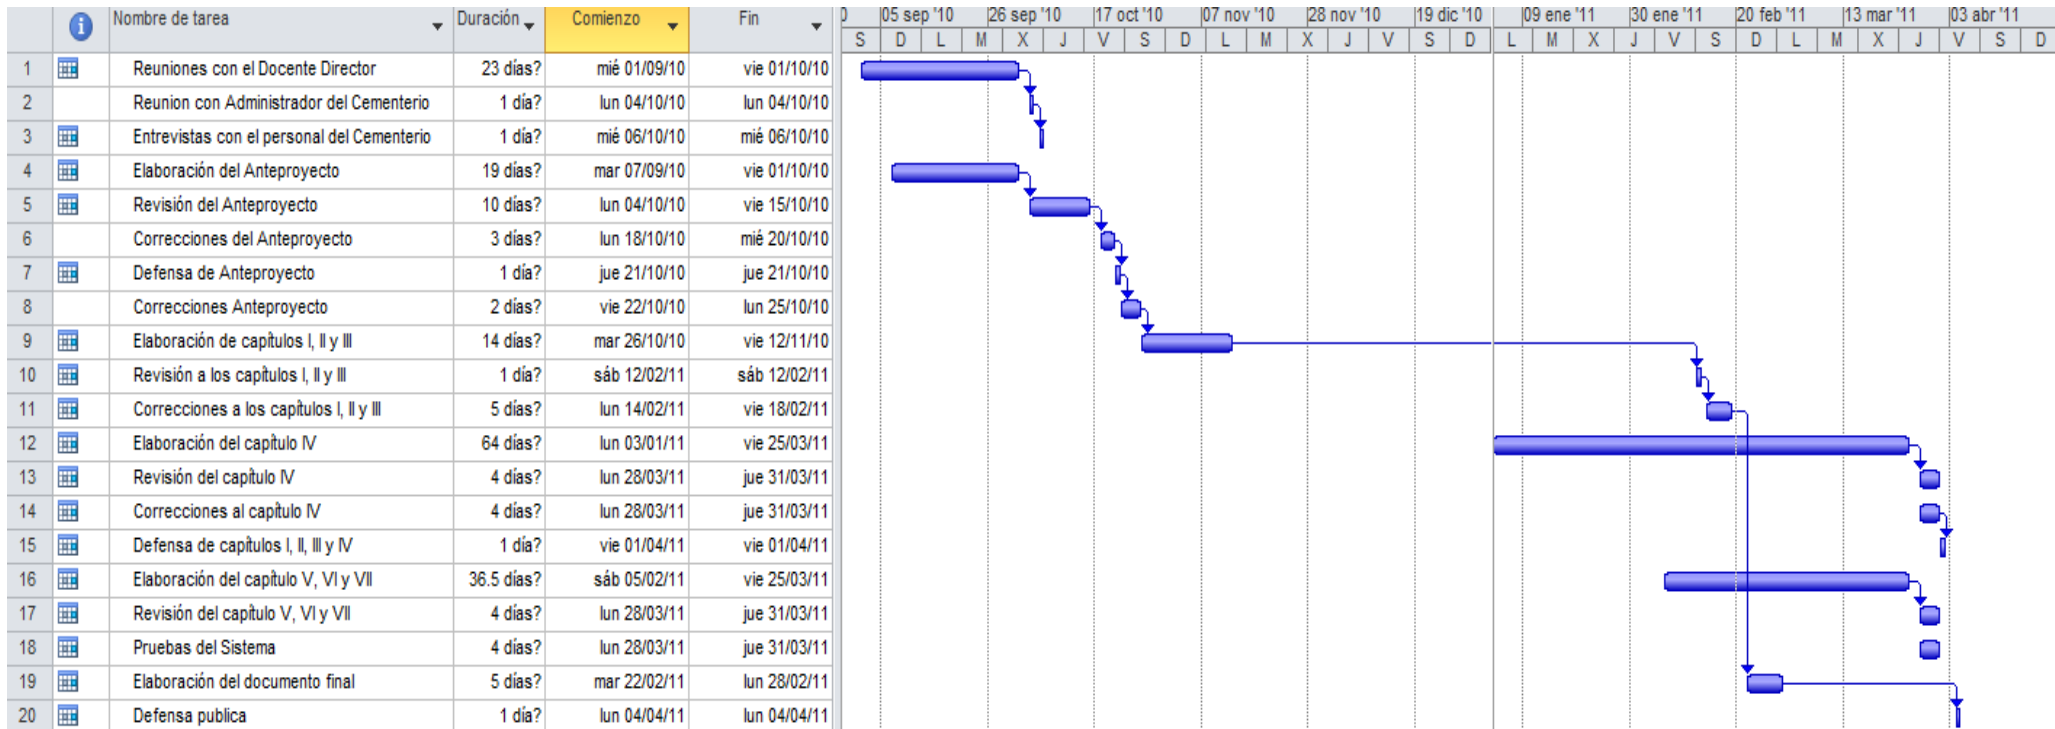 Nombre de tarea Duración Comienzo Fin
05 sep '10 26 sep '10 17 oct '10 07 nov '10 28 nov '10 19 dic '10 09 ene '11 30 ene '11 20 feb '11 13 mar '11 03 abr '11
S D L M X J V S D L M X J V S D L M X J V S D L M X J V S D
1 Reuniones con el Docente Director 23 días? mié 01/09/10 vie 01/10/10
2 Reunion con Administrador del Cementerio 1 día? lun 04/10/10 lun 04/10/10
3 Entrevistas con el personal del Cementerio 1 día? mié 06/10/10 mié 06/10/10
4 Elaboración del Anteproyecto 19 días? mar 07/09/10 vie 01/10/10
5 Revisión del Anteproyecto 10 días? lun 04/10/10 vie 15/10/10
6 Correcciones del Anteproyecto 3 días? lun 18/10/10 mié 20/10/10
7 Defensa de Anteproyecto 1 día? jue 21/10/10 jue 21/10/10
8 Correcciones Anteproyecto 2 días? vie 22/10/10 lun 25/10/10
9 Elaboración de capítulos I, II y III 14 días? mar 26/10/10 vie 12/11/10
10 Revisión a los capítulos I, II y III 1 día? sáb 12/02/11 sáb 12/02/11
11 Correcciones a los capítulos I, II y III 5 días? lun 14/02/11 vie 18/02/11
12 Elaboración del capítulo IV 64 días? lun 03/01/11 vie 25/03/11
13 Revisión del capítulo IV 4 días? lun 28/03/11 jue 31/03/11
14 Correcciones al capítulo IV 4 días? lun 28/03/11 jue 31/03/11
15 Defensa de capítulos I, II, III y IV 1 día? vie 01/04/11 vie 01/04/11
16 Elaboración del capítulo V, VI y VII 36.5 días? sáb 05/02/11 vie 25/03/11
17 Revisión del capítulo V, VI y VII 4 días? lun 28/03/11 jue 31/03/11
18 Pruebas del Sistema 4 días? lun 28/03/11 jue 31/03/11
19 Elaboración del documento final 5 días? mar 22/02/11 lun 28/02/11
20 Defensa publica 1 día? lun 04/04/11 lun 04/04/11